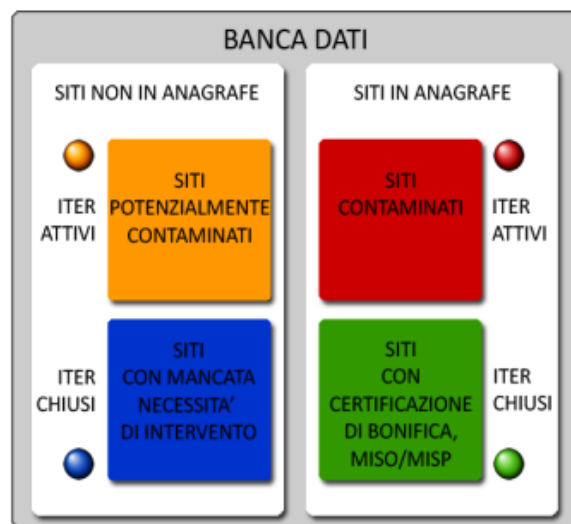 BANCA DATI
SITI NON IN ANAGRAFE
ITER
ATTIVI
SITI
POTENZIALMENTE
CONTAMINATI
ITER
CHIUSI
SITI
CON MANCATA
NECESSITA'
DI INTERVENTO
SITI IN ANAGRAFE
SITI
CONTAMINATI
ITER
ATTIVI
SITI
CON
CERTIFICAZIONE
DI BONIFICA,
MISO/MISP
ITER
CHIUSI